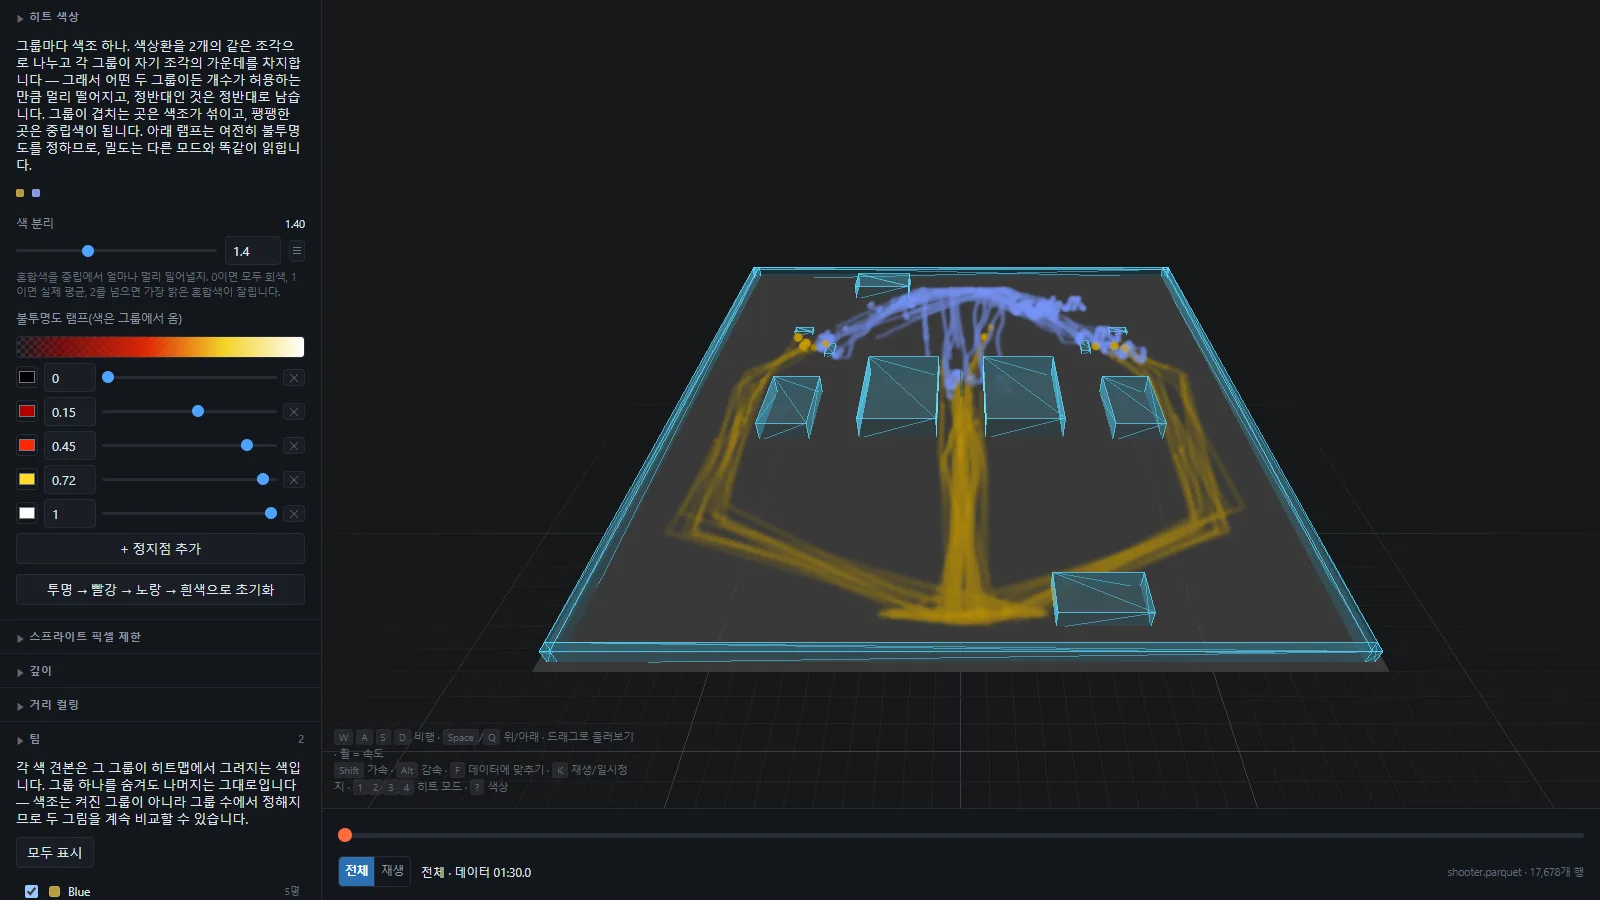 히트 색상
그룹마다 색조 하나. 색상환을 2개의 같은 조각으
로 나누고 각 그룹이 자기 조각의 가운데를 차지합
니다 — 그래서 어떤 두 그룹이든 개수가 허용하는
만큼 멀리 떨어지고, 정반대인 것은 정반대로 남습
니다. 그룹이 겹치는 곳은 색조가 섞이고, 팽팽한
곳은 중립색이 됩니다. 아래 램프는 여전히 불투명
도를 정하므로, 밀도는 다른 모드와 똑같이 읽힙니
다.
색 분리 1.40
1.4
혼합색을 중립에서 얼마나 멀리 밀어낼지. 0이면 모두 회색, 1
이면 실제 평균, 2를 넘으면 가장 밝은 혼합색이 잘립니다.
불투명도 램프(색은 그룹에서 옴)
0
0.15
0.45
0.72
1
+ 정지점 추가
투명 → 빨강 → 노랑 → 흰색으로 초기화
스프라이트 픽셀 제한
깊이
거리 컬링
팀 2
각 색 견본은 그 그룹이 히트맵에서 그려지는 색입
니다. 그룹 하나를 숨겨도 나머지는 그대로입니다
— 색조는 켜진 그룹이 아니라 그룹 수에서 정해지
므로 두 그림을 계속 비교할 수 있습니다.
모두 표시
Blue 5명
W A S D 비행 · Space / Q 위/아래 · 드래그로 둘러보기
· 휠 = 속도
Shift 가속 · Alt 감속 · F 데이터에 맞추기 · K 재생/일시정
지 · 1 2 3 4 히트 모드 · ? 색상
전체 재생 전체 · 데이터 01:30.0
shooter.parquet · 17,678개 행